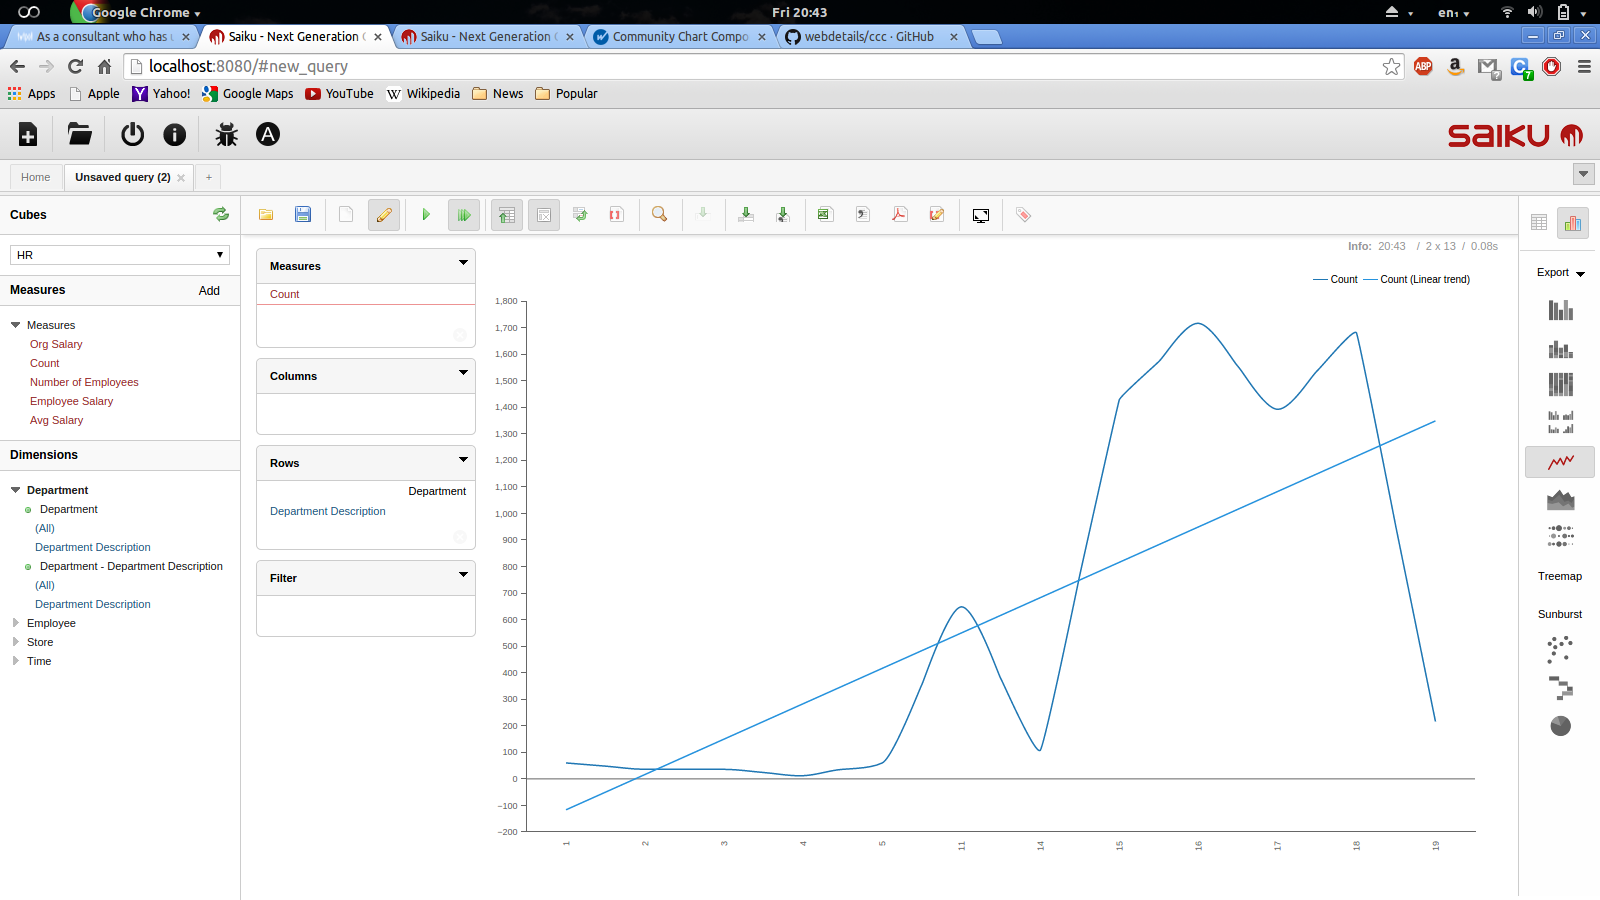 Google Chrome
Fri 20:43
en₁
As a consultant who has u
Saiku - Next Generation
Saiku - Next Generation
Community Chart Compo
webdetails/ccc · GitHub
localhost:8080/#new_query
ABP
7
Apps
Apple
Yahoo!
Google Maps
YouTube
W Wikipedia
News
Popular
saiku
Home
Unsaved query (2)
+
Cubes
HR
Measures
Add
Measures
Org Salary
Count
Number of Employees
Employee Salary
Avg Salary
Dimensions
Department
Department
(All)
Department Description
Department - Department Description
(All)
Department Description
Employee
Store
Time
Measures
Count
Columns
Rows
Department
Department Description
Filter
Info: 20:43 / 2 x 13 / 0.08s
Count
Count (Linear trend)
1,800
1,700
1,600
1,500
1,400
1,300
1,200
1,100
1,000
900
800
700
600
500
400
300
200
100
0
−100
−200
1
2
3
4
5
11
14
15
16
17
18
19
Export
Treemap
Sunburst